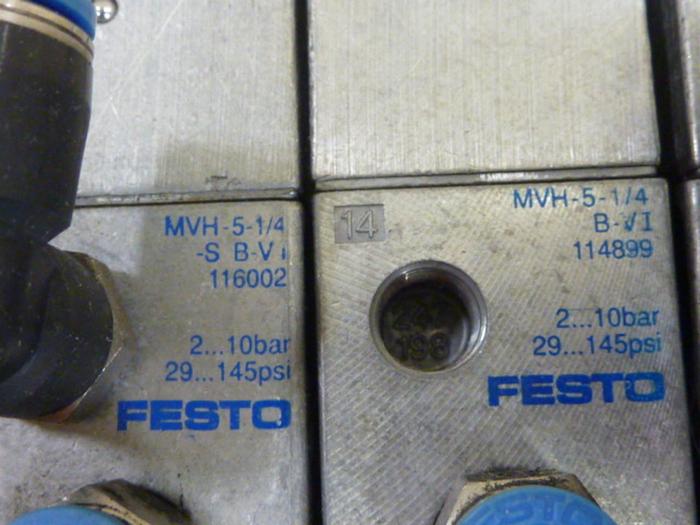 MVH-5-1/4
-S B-VI
116002
2...10bar
29...145psi
FESTO
14
MVH-5-1/4
B-VI
114899
2...10bar
29...145psi
FESTO
FESTO